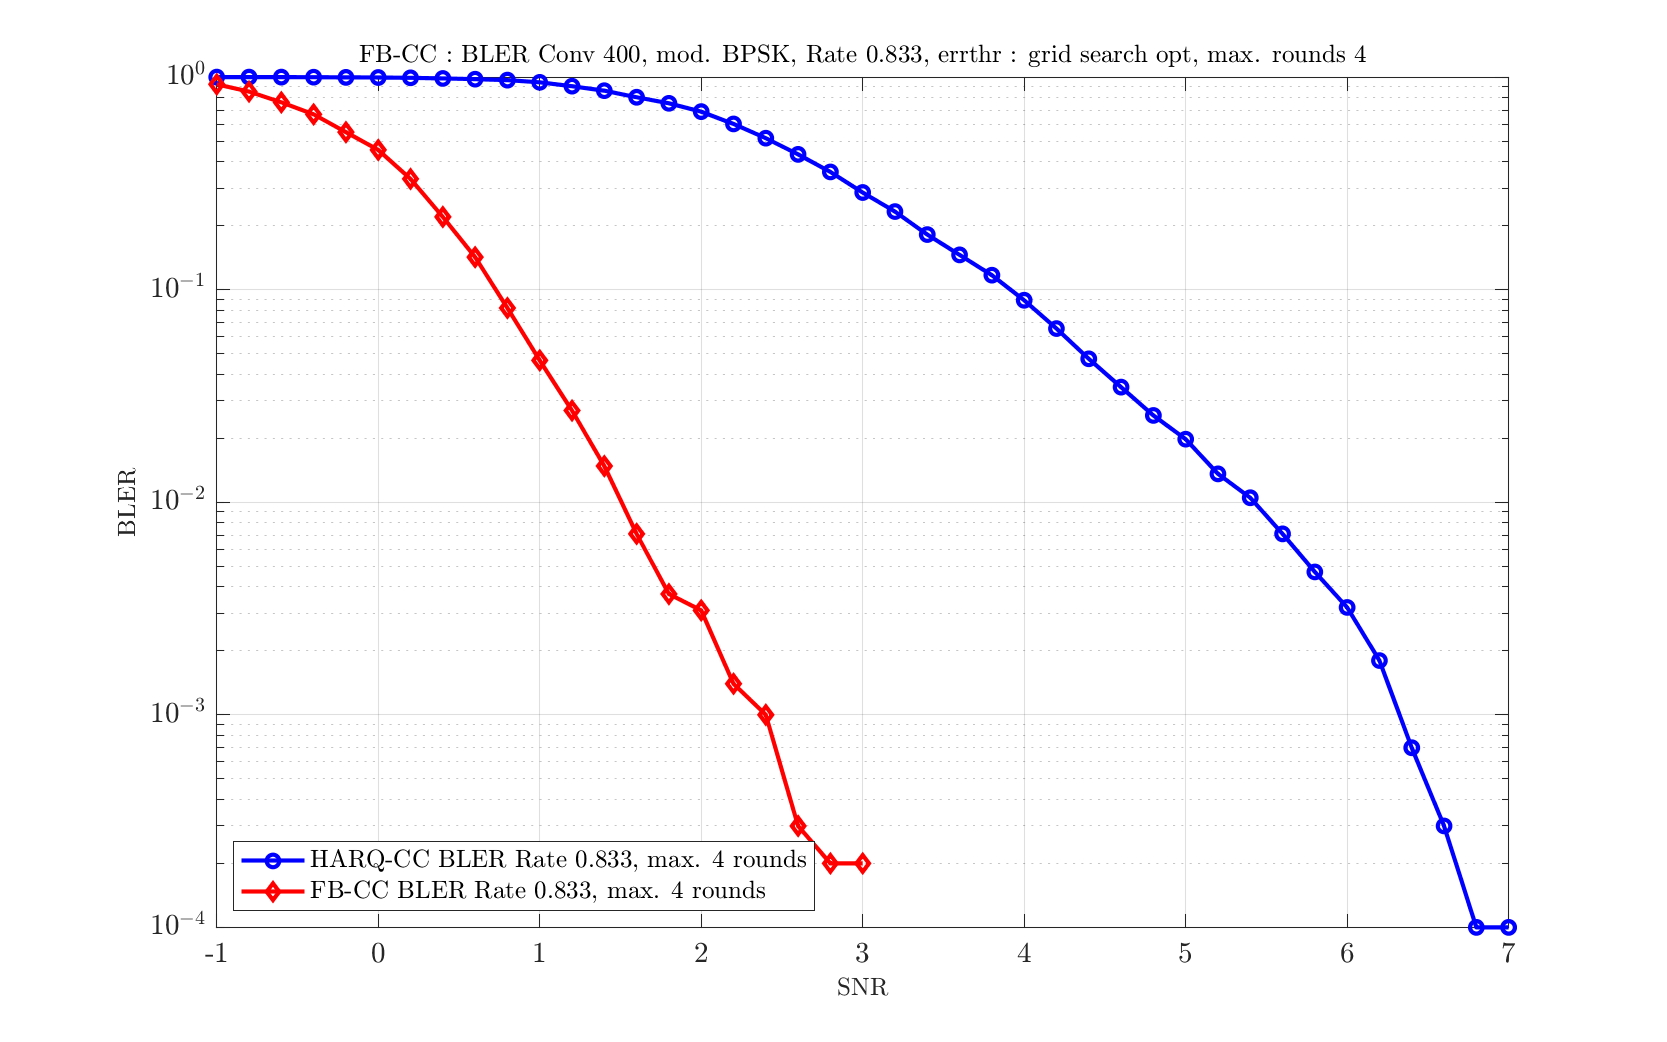 FB-CC : BLER Conv 400, mod. BPSK, Rate 0.833, errthr : grid search opt, max. rounds 4
10⁰
10⁻¹
10⁻²
10⁻³
10⁻⁴
BLER
HARQ-CC BLER Rate 0.833, max. 4 rounds
FB-CC BLER Rate 0.833, max. 4 rounds
-1 0 1 2 3 4 5 6 7
SNR